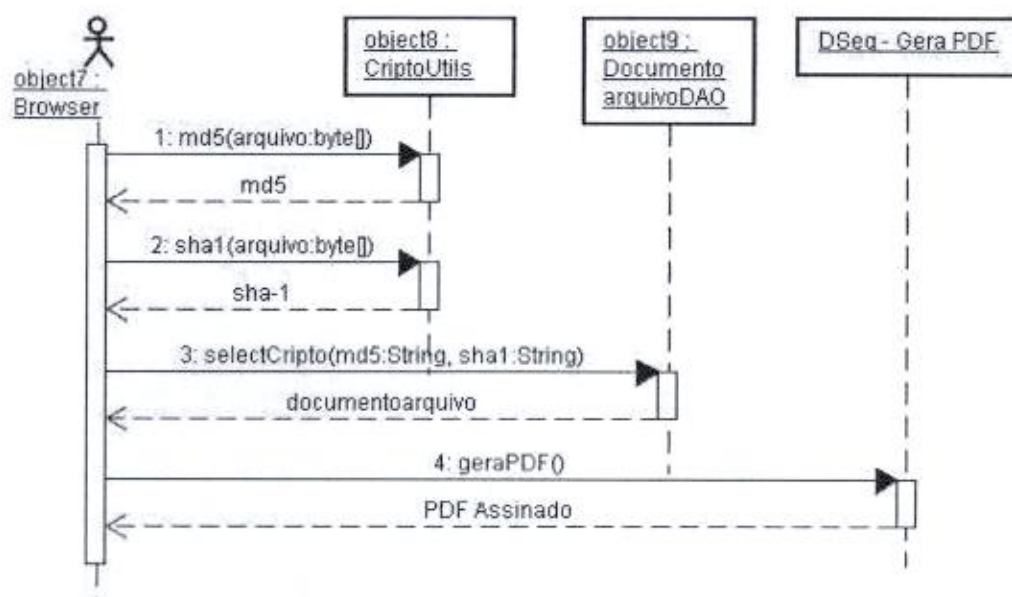 object7 :
Browser
object8 :
CriptoUtils
object9 :
Documento
arquivoDAO
DSeq - Gera PDF
1: md5(arquivo:byte[])
md5
2: sha1(arquivo:byte[])
sha-1
3: selectCripto(md5:String, sha1:String)
documentoarquivo
4: geraPDF()
PDF Assinado